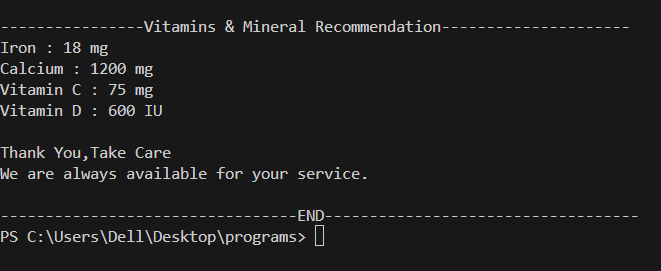 ----------------Vitamins & Mineral Recommendation---------------------
Iron : 18 mg
Calcium : 1200 mg
Vitamin C : 75 mg
Vitamin D : 600 IU
Thank You,Take Care
We are always available for your service.
---------------------------------END-----------------------------------
PS C:\Users\Dell\Desktop\programs>